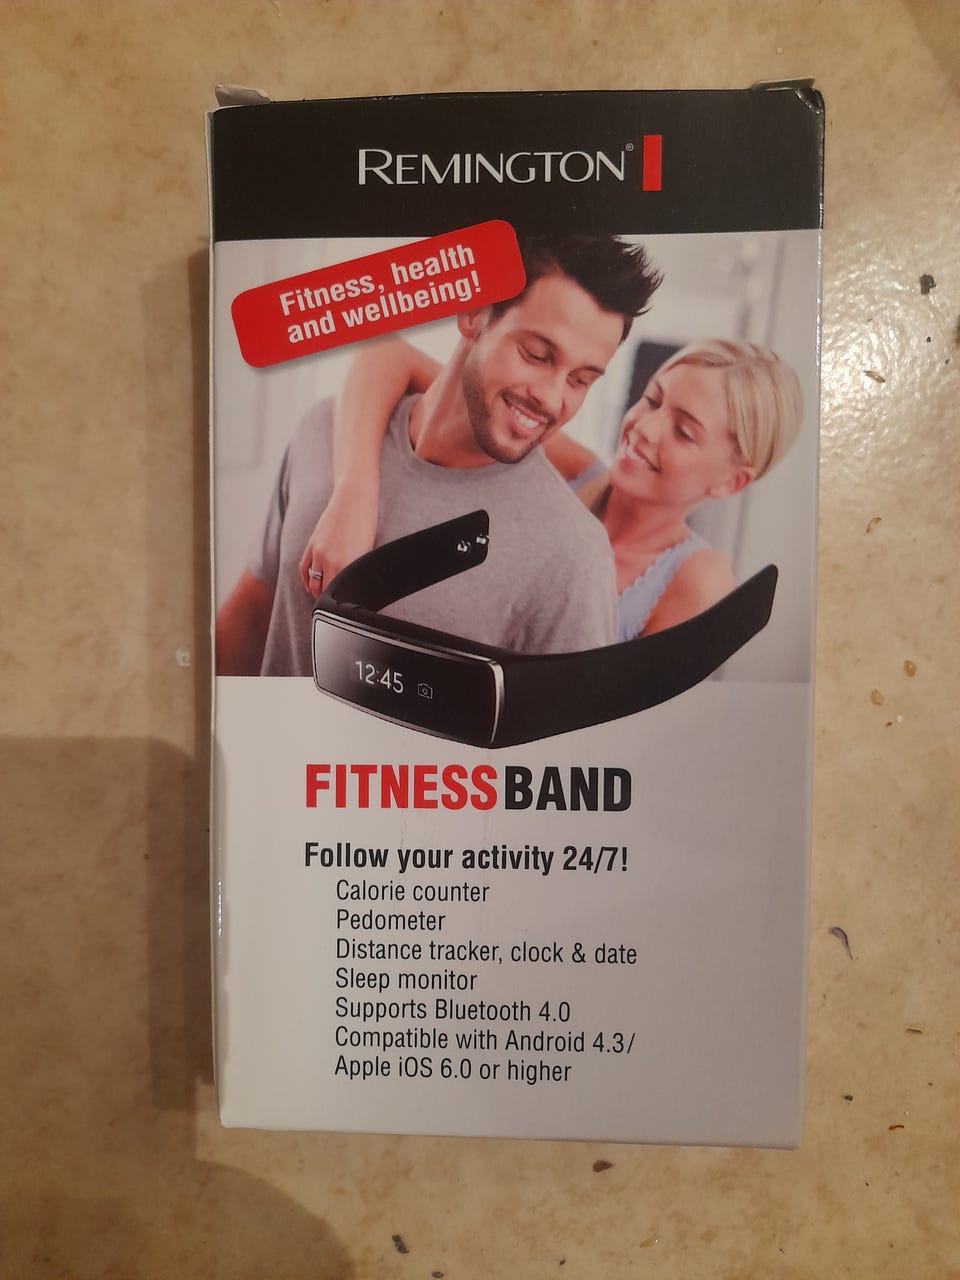 REMINGTON®
Fitness, health
and wellbeing!
12:45
FITNESSBAND
Follow your activity 24/7!
Calorie counter
Pedometer
Distance tracker, clock & date
Sleep monitor
Supports Bluetooth 4.0
Compatible with Android 4.3/
Apple iOS 6.0 or higher